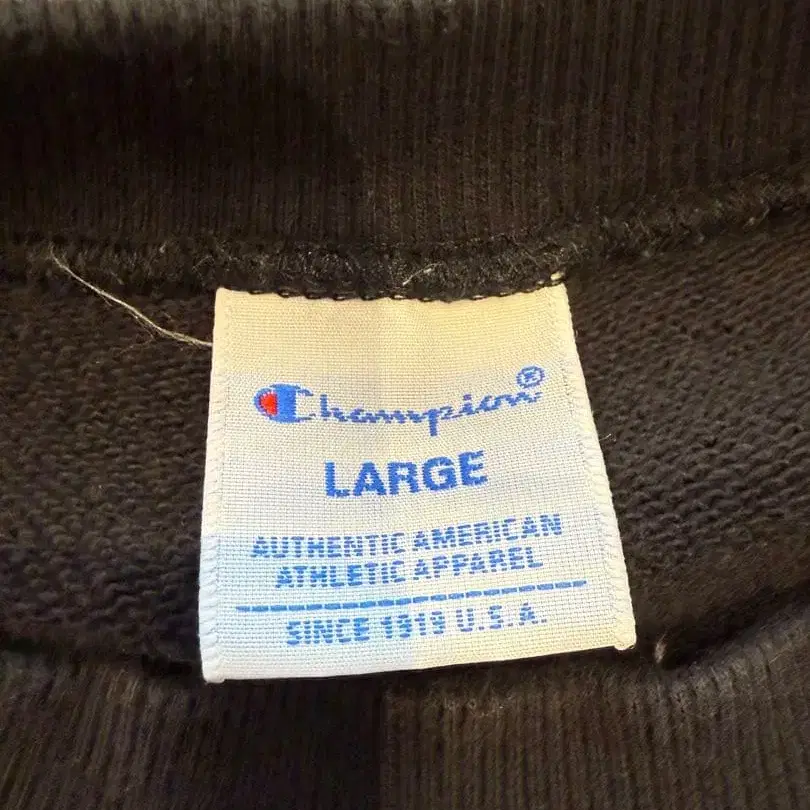 Champion®
LARGE
AUTHENTIC AMERICAN
ATHLETIC APPAREL
SINCE 1919 U.S.A.